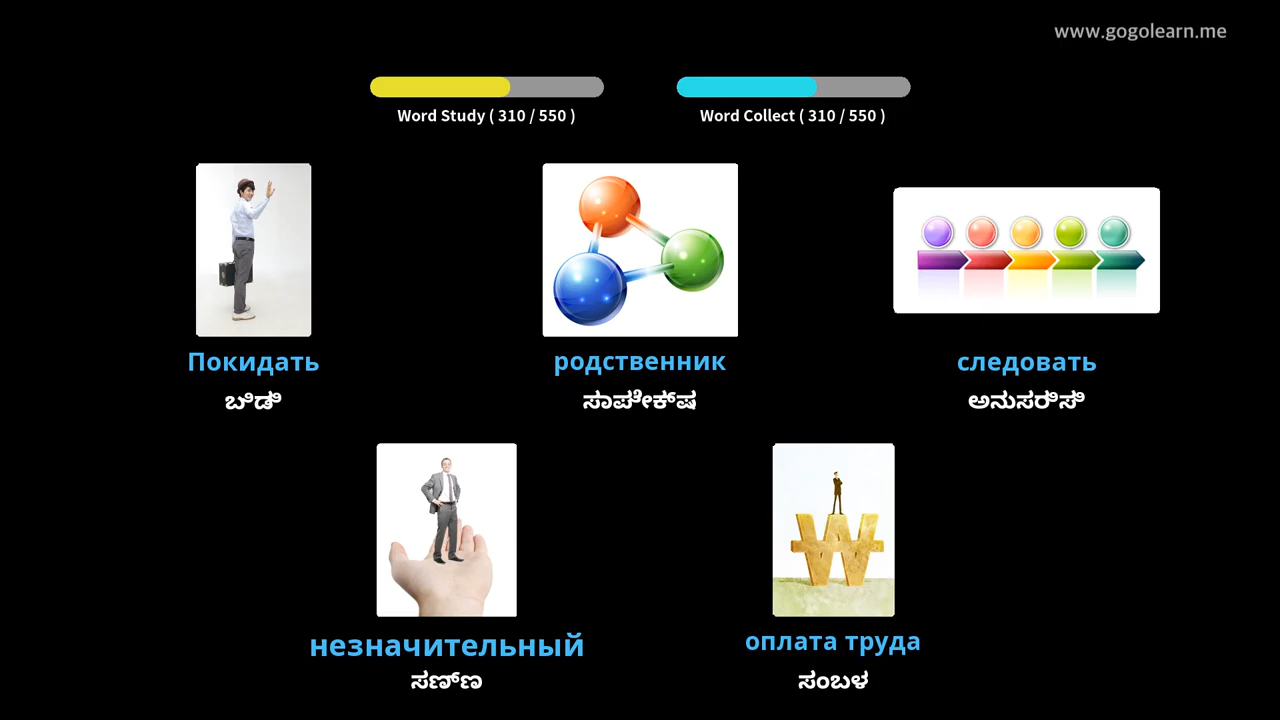 www.gogolearn.me
Word Study ( 310 / 550 )
Word Collect ( 310 / 550 )
Покидать
ಬಿಡಿ
родственник
ಸಾಪೇಕ್ಷ
следовать
ಅನುಸರಿಸಿ
незначительный
ಸಣ್ಣ
оплата труда
ಸಂಬಳ